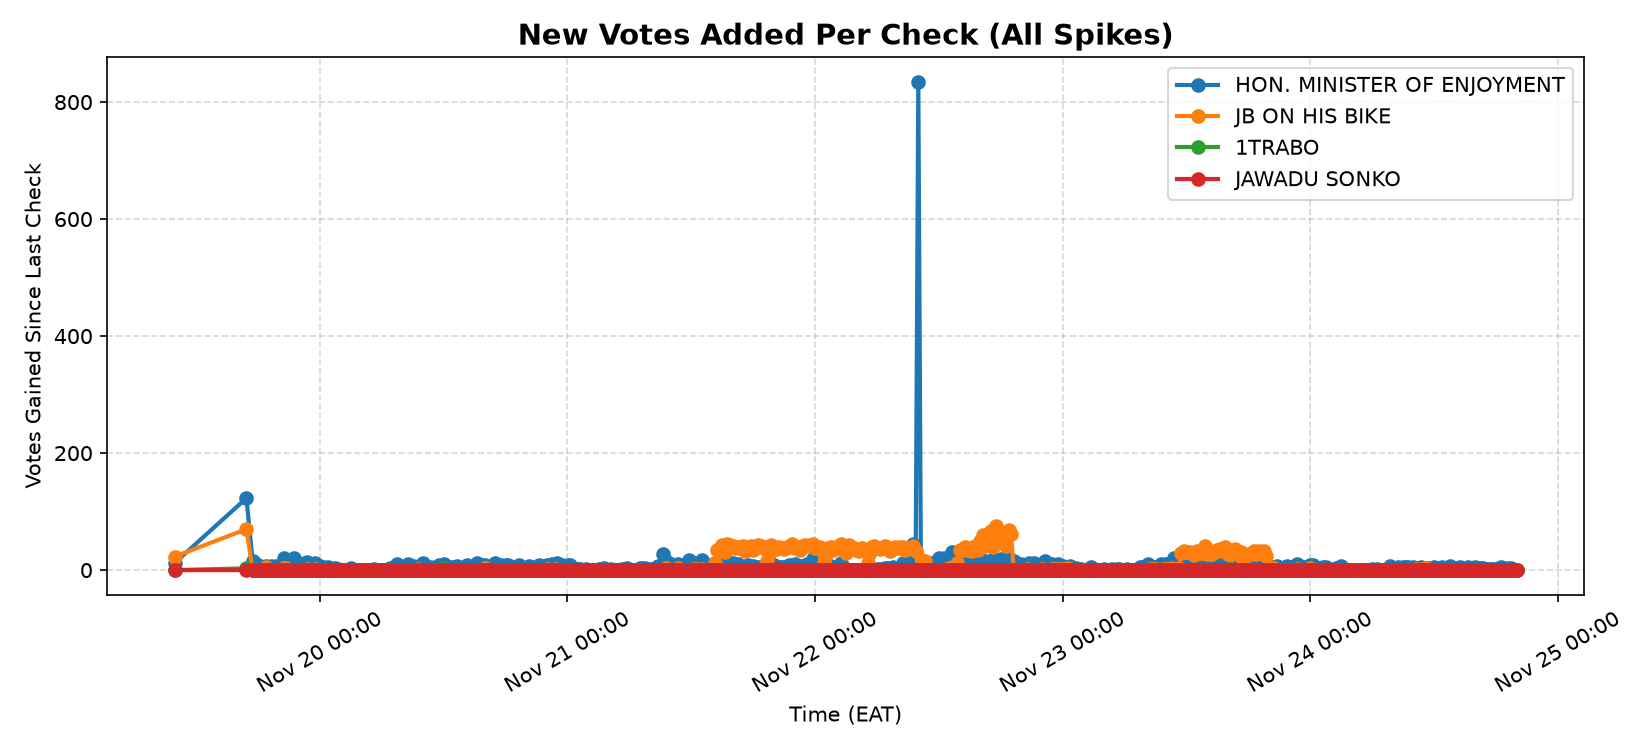 New Votes Added Per Check (All Spikes)
HON. MINISTER OF ENJOYMENT
JB ON HIS BIKE
1TRABO
JAWADU SONKO
Votes Gained Since Last Check
800
600
400
200
0
Nov 20 00:00
Nov 21 00:00
Nov 22 00:00
Nov 23 00:00
Nov 24 00:00
Nov 25 00:00
Time (EAT)